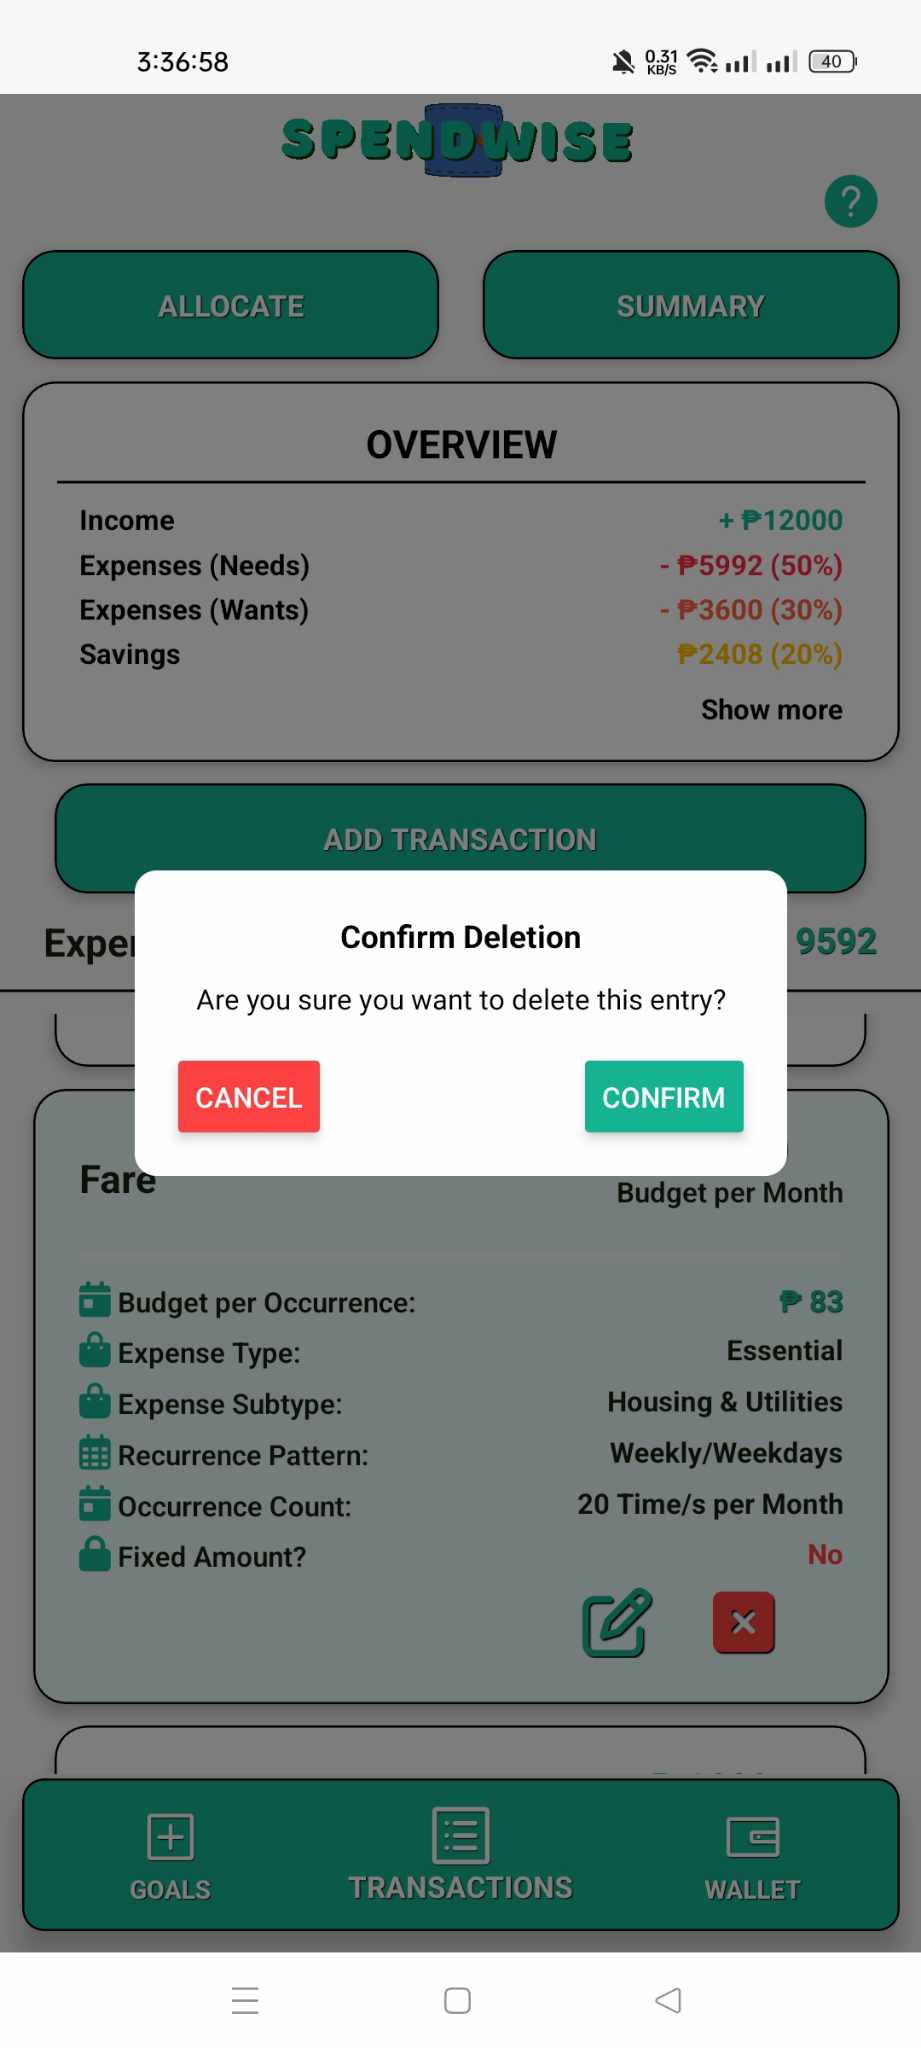 3:36:58
0.31
KB/S
40
SPENDWISE
?
ALLOCATE
SUMMARY
OVERVIEW
Income
+ ₱12000
Expenses (Needs)
- ₱5992 (50%)
Expenses (Wants)
- ₱3600 (30%)
Savings
₱2408 (20%)
Show more
ADD TRANSACTION
9592
Confirm Deletion
Are you sure you want to delete this entry?
CANCEL
CONFIRM
Fare
Budget per Month
Budget per Occurrence:
₱ 83
Expense Type:
Essential
Expense Subtype:
Housing & Utilities
Recurrence Pattern:
Weekly/Weekdays
Occurrence Count:
20 Time/s per Month
Fixed Amount?
No
GOALS
TRANSACTIONS
WALLET